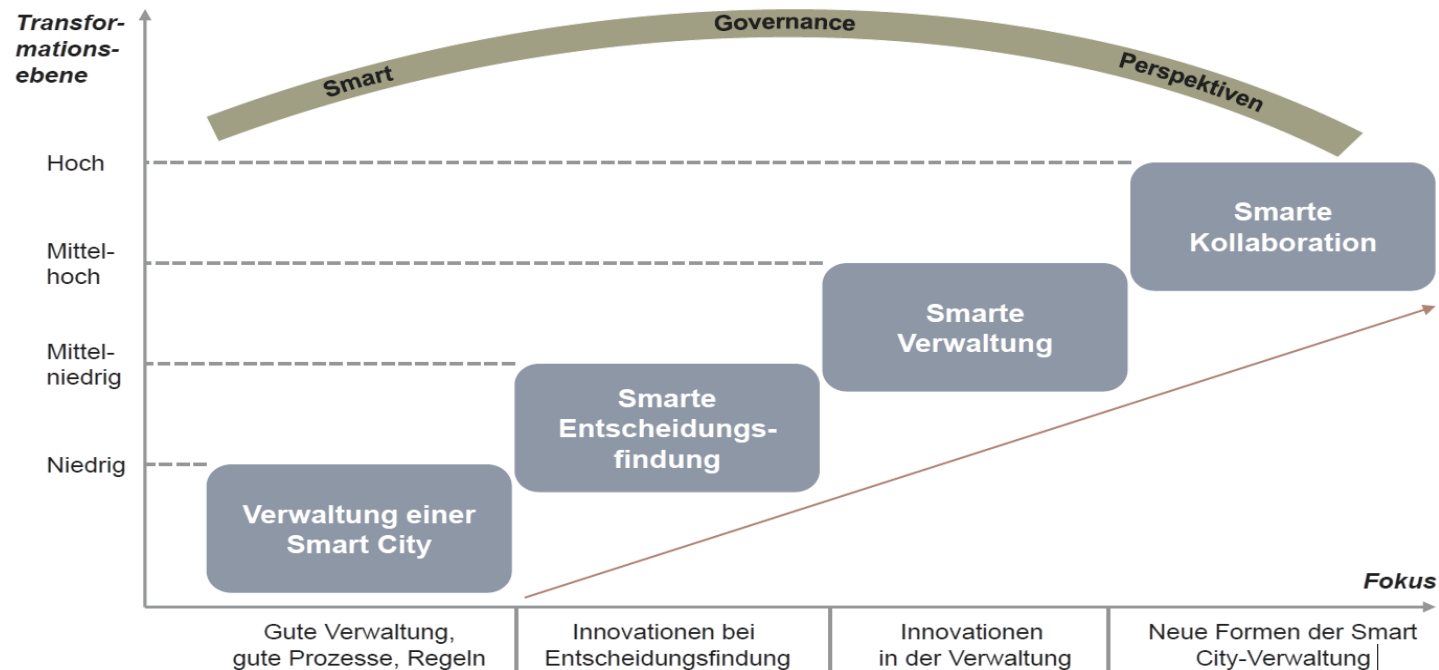 Transfor-
mations-
ebene
Smart
Governance
Perspektiven
Hoch
Mittel-
hoch
Mittel-
niedrig
Niedrig
Smarte
Kollaboration
Smarte
Verwaltung
Smarte
Entscheidungs-
findung
Verwaltung einer
Smart City
Fokus
Gute Verwaltung,
gute Prozesse, Regeln
Innovationen bei
Entscheidungsfindung
Innovationen
in der Verwaltung
Neue Formen der Smart
City-Verwaltung